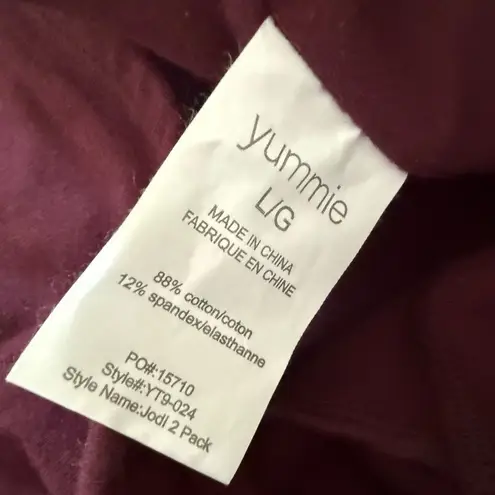 yummie
L/G
MADE IN CHINA
FABRIQUE EN CHINE
88% cotton/coton
12% spandex/elasthanne
PO#:15710
Style#:YT9-024
Style Name:Jodi 2 Pack